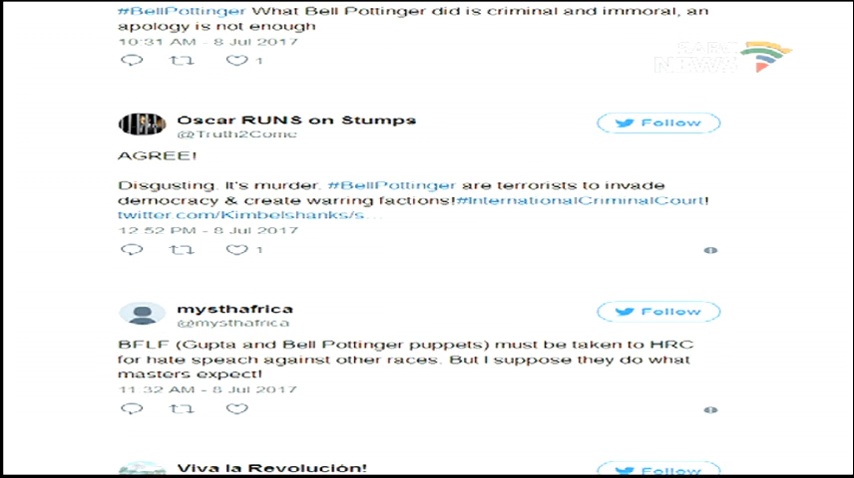 #BellPottinger What Bell Pottinger did is criminal and immoral, an
apology is not enough
10:31 AM - 8 Jul 2017
1
SABC
NEWS
Oscar RUNS on Stumps
@Truth2Come
Follow
AGREE!
Disgusting. It's murder. #BellPottinger are terrorists to invade
democracy & create warring factions!#InternationalCriminalCourt!
twitter.com/Kimbelshanks/s...
12:52 PM - 8 Jul 2017
1
mysthafrica
@mysthafrica
Follow
BFLF (Gupta and Bell Pottinger puppets) must be taken to HRC
for hate speach against other races. But I suppose they do what
masters expect!
11:32 AM - 8 Jul 2017
Viva la Revolución!
Follow